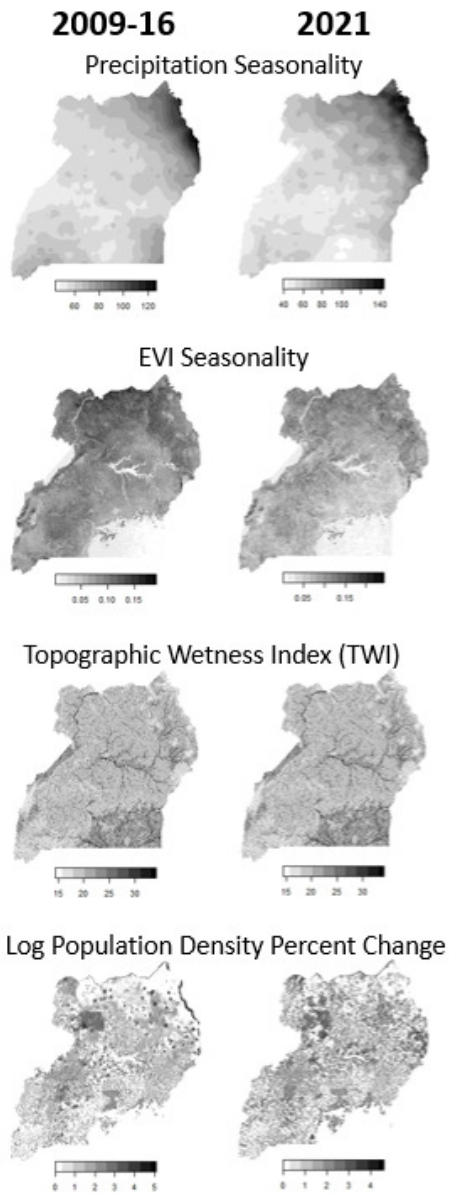 2009-16 2021
Precipitation Seasonality
60 80 100 120
40 60 80 100 140
EVI Seasonality
0.05 0.10 0.15
0.05 0.15
Topographic Wetness Index (TWI)
15 20 25 30
15 20 25 30
Log Population Density Percent Change
0 1 2 3 4 5
0 1 2 3 4